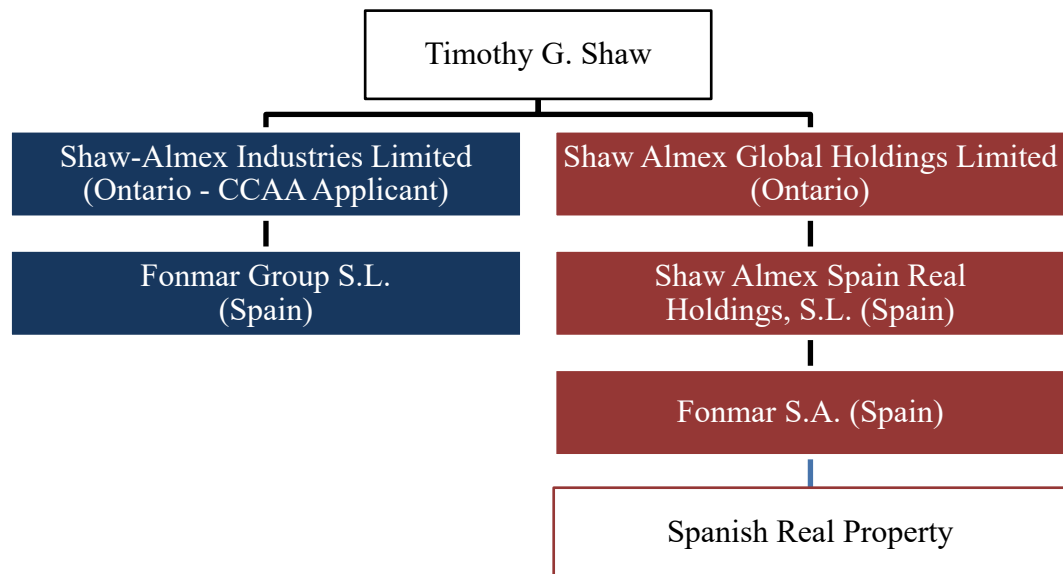 Timothy G. Shaw
Shaw-Almex Industries Limited
(Ontario - CCAA Applicant)
Shaw Almex Global Holdings Limited
(Ontario)
Fonmar Group S.L.
(Spain)
Shaw Almex Spain Real
Holdings, S.L. (Spain)
Fonmar S.A. (Spain)
Spanish Real Property